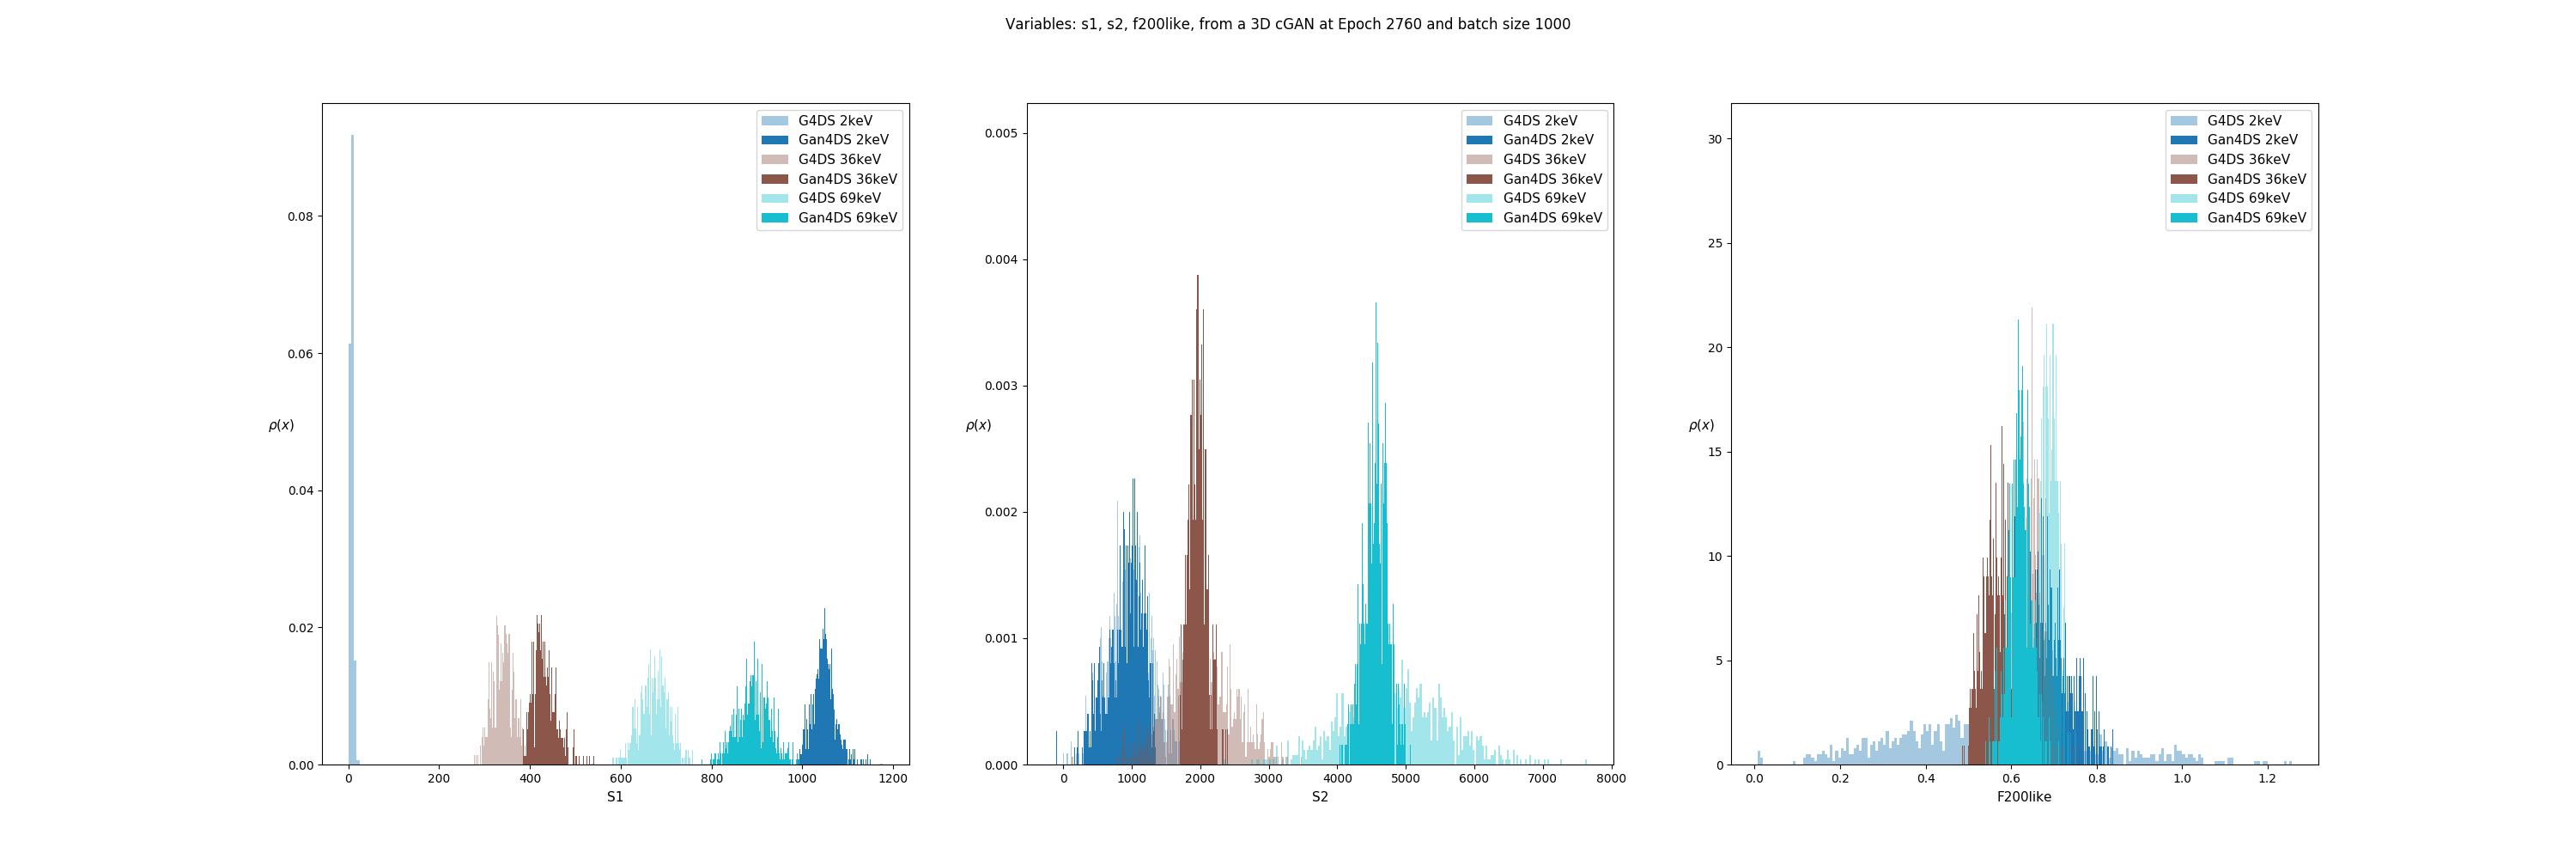 Variables: s1, s2, f200like, from a 3D cGAN at Epoch 2760 and batch size 1000
0.08
0.06
0.04
0.02
0.00
ρ(x)
0 200 400 600 800 1000 1200
S1
G4DS 2keV
Gan4DS 2keV
G4DS 36keV
Gan4DS 36keV
G4DS 69keV
Gan4DS 69keV
0.005
0.004
0.003
0.002
0.001
0.000
ρ(x)
0 1000 2000 3000 4000 5000 6000 7000 8000
S2
G4DS 2keV
Gan4DS 2keV
G4DS 36keV
Gan4DS 36keV
G4DS 69keV
Gan4DS 69keV
30
25
20
15
10
5
0
ρ(x)
0.0 0.2 0.4 0.6 0.8 1.0 1.2
F200like
G4DS 2keV
Gan4DS 2keV
G4DS 36keV
Gan4DS 36keV
G4DS 69keV
Gan4DS 69keV